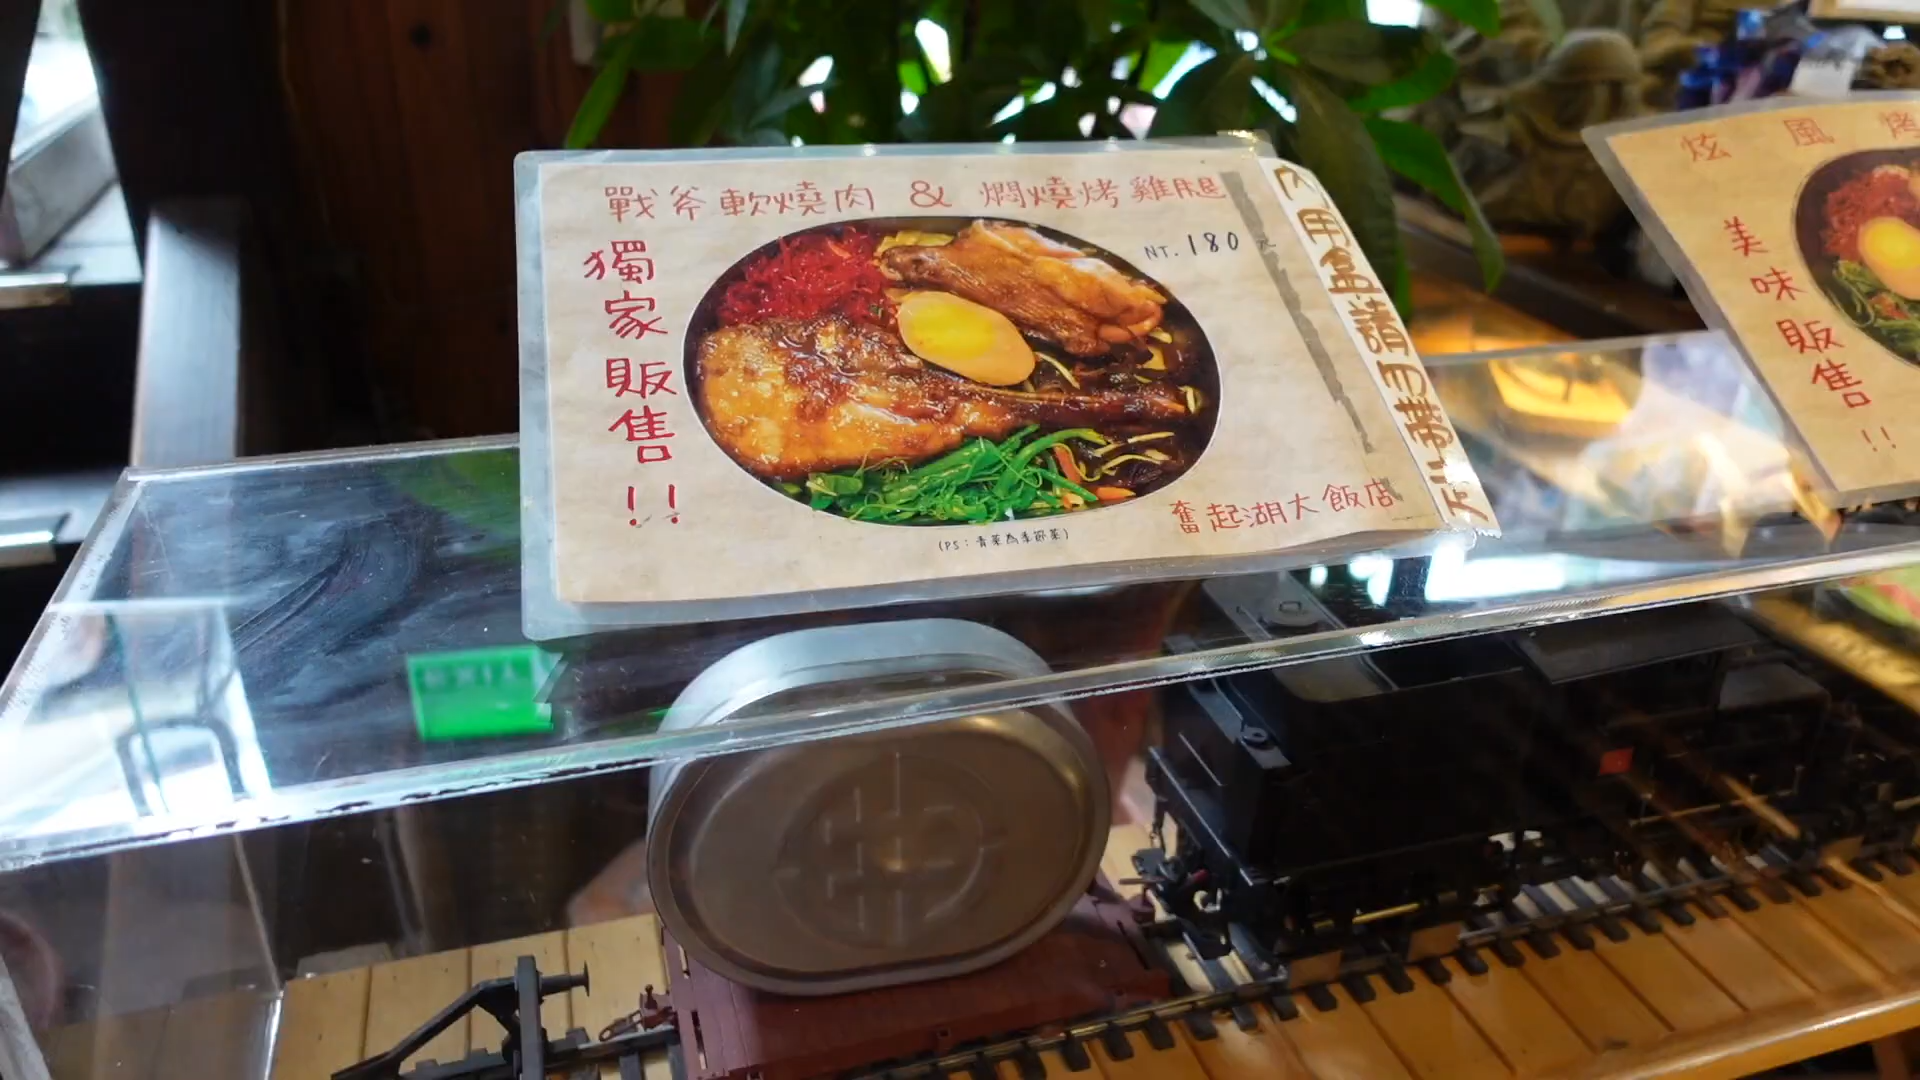 戰斧軟燒肉 & 燜燒烤雞腿
NT. 180 元
獨家販售!!
(PS：青菜為季節菜)
奮起湖大飯店
內用盒請勿攜走
炫風烤
美味販售!!